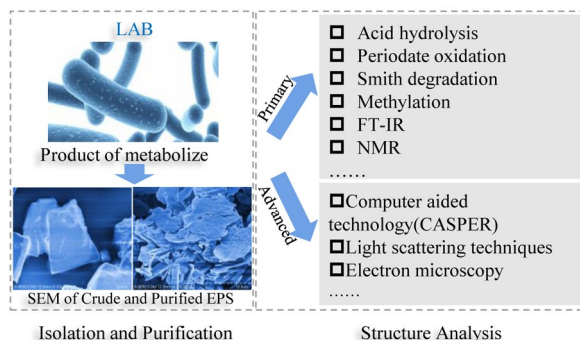 LAB
Product of metabolize
SEM of Crude and Purified EPS
Isolation and Purification
Primary
Advanced
Acid hydrolysis
Periodate oxidation
Smith degradation
Methylation
FT-IR
NMR
……
Computer aided
technology(CASPER)
Light scattering techniques
Electron microscopy
……
Structure Analysis